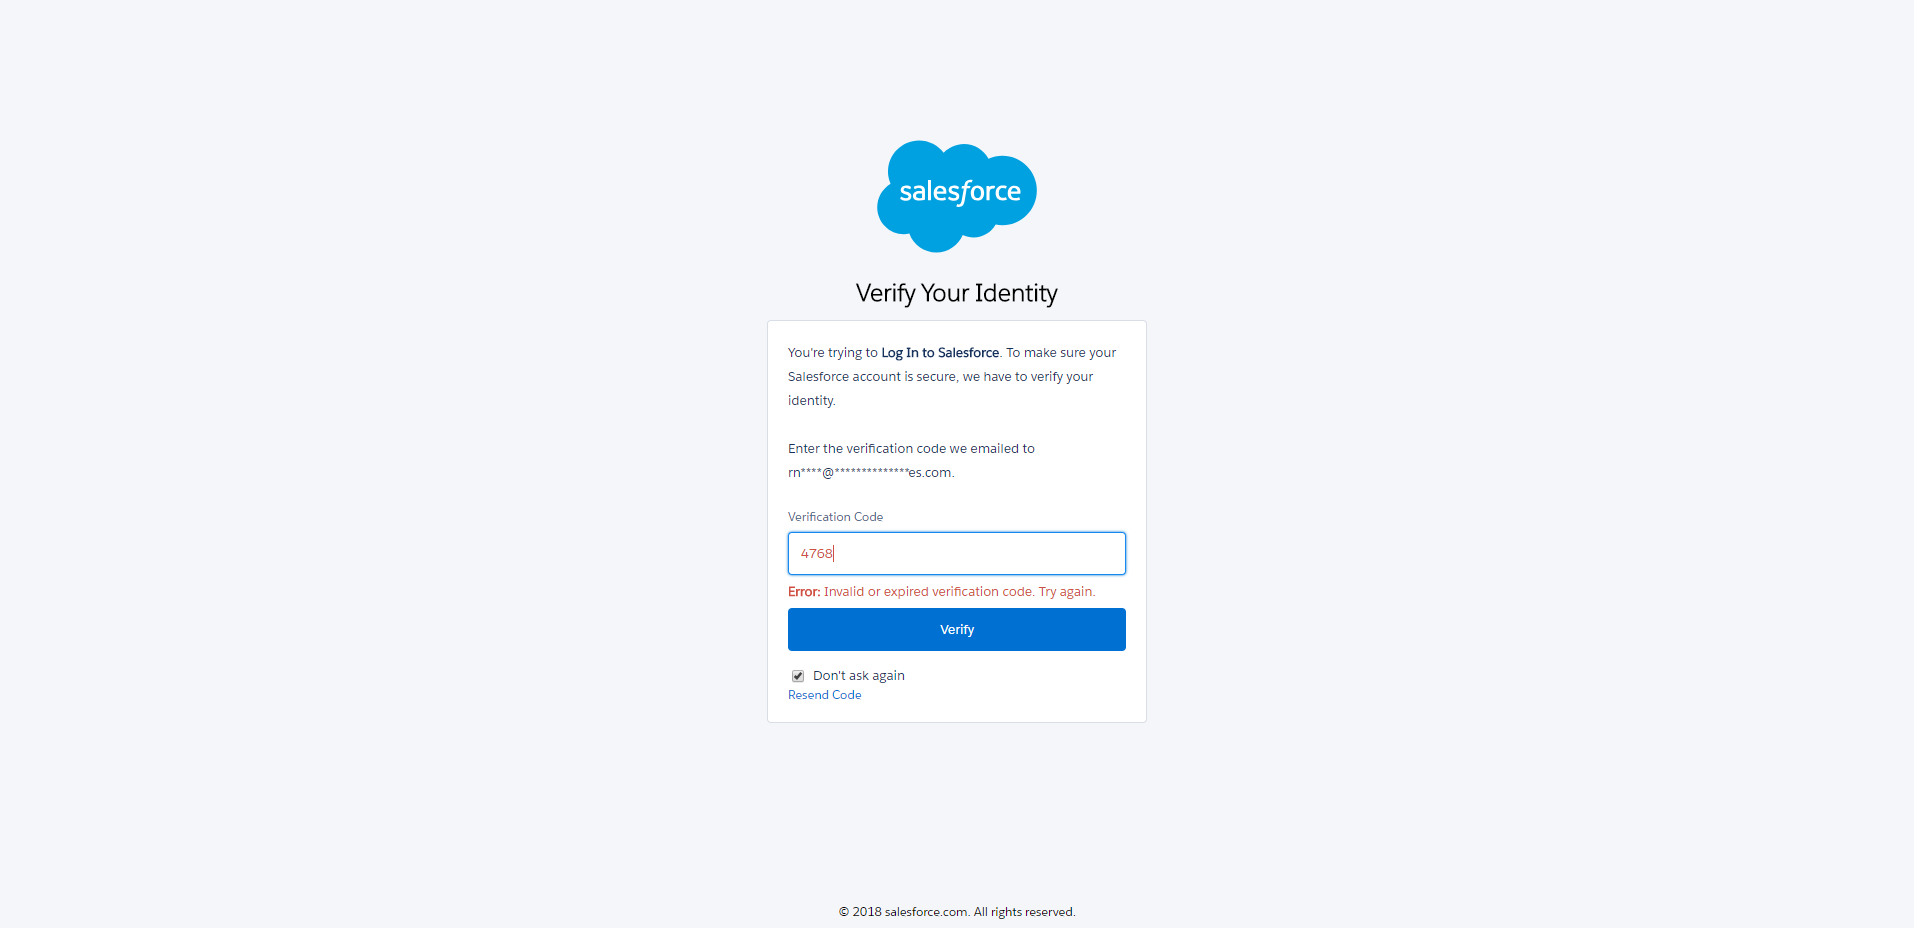 salesforce
Verify Your Identity
You're trying to Log In to Salesforce. To make sure your
Salesforce account is secure, we have to verify your
identity.
Enter the verification code we emailed to
rn****@**************es.com.
Verification Code
4768
Error: Invalid or expired verification code. Try again.
Verify
Don't ask again
Resend Code
© 2018 salesforce.com. All rights reserved.